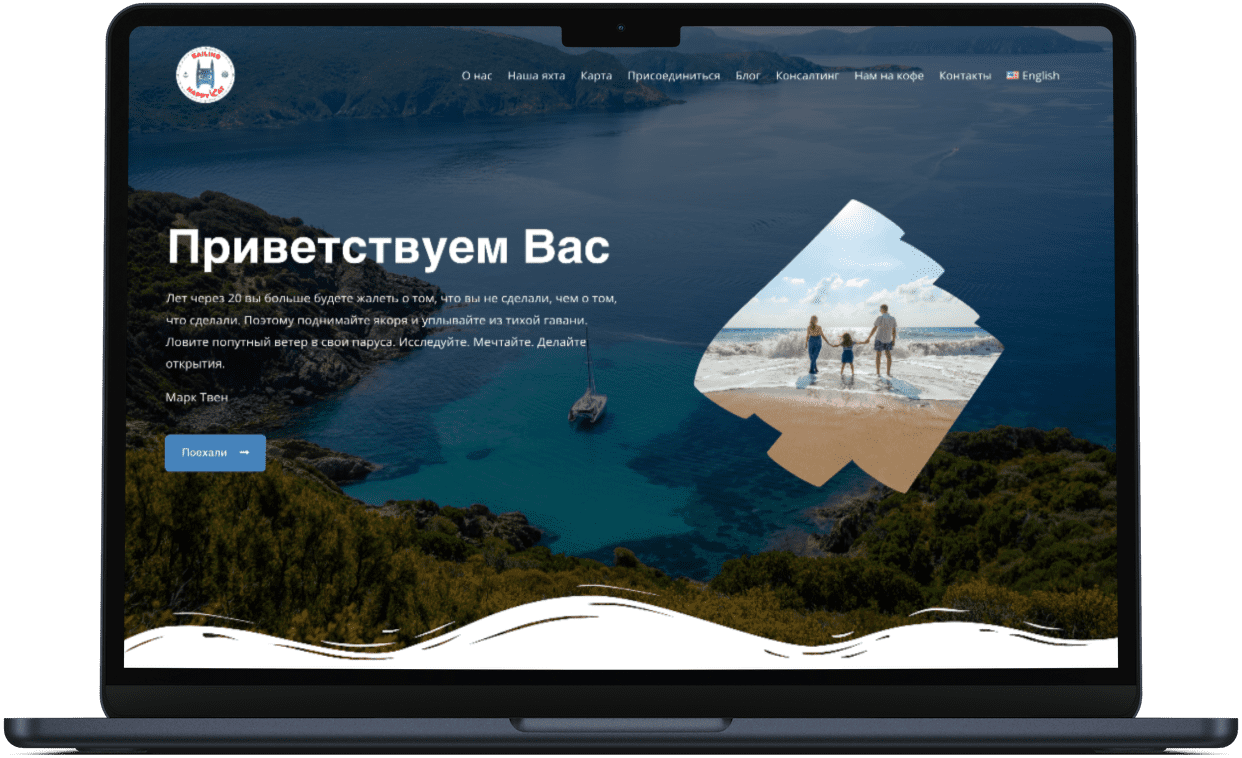 SAILING
HAPPY CAT
О нас Наша яхта Карта Присоединиться Блог Консалтинг Нам на кофе Контакты English
Приветствуем Вас
Лет через 20 вы больше будете жалеть о том, что вы не сделали, чем о том,
что сделали. Поэтому поднимайте якоря и уплывайте из тихой гавани.
Ловите попутный ветер в свои паруса. Исследуйте. Мечтайте. Делайте
открытия.
Марк Твен
Поехали